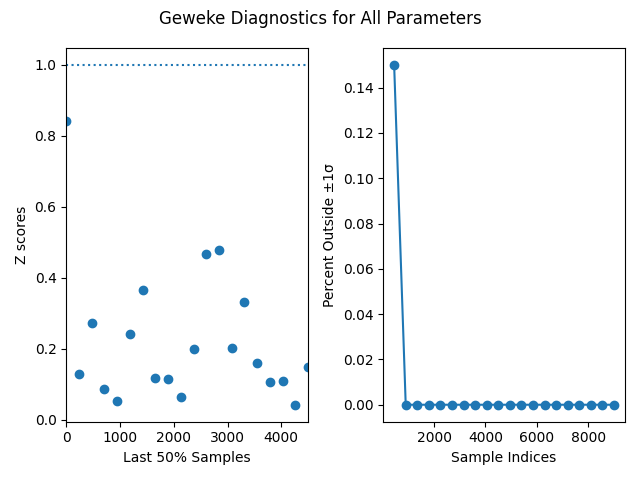 Geweke Diagnostics for All Parameters
1.0
0.8
0.6
0.4
0.2
0.0
Z scores
0 1000 2000 3000 4000
Last 50% Samples
0.14
0.12
0.10
0.08
0.06
0.04
0.02
0.00
Percent Outside ±1σ
2000 4000 6000 8000
Sample Indices